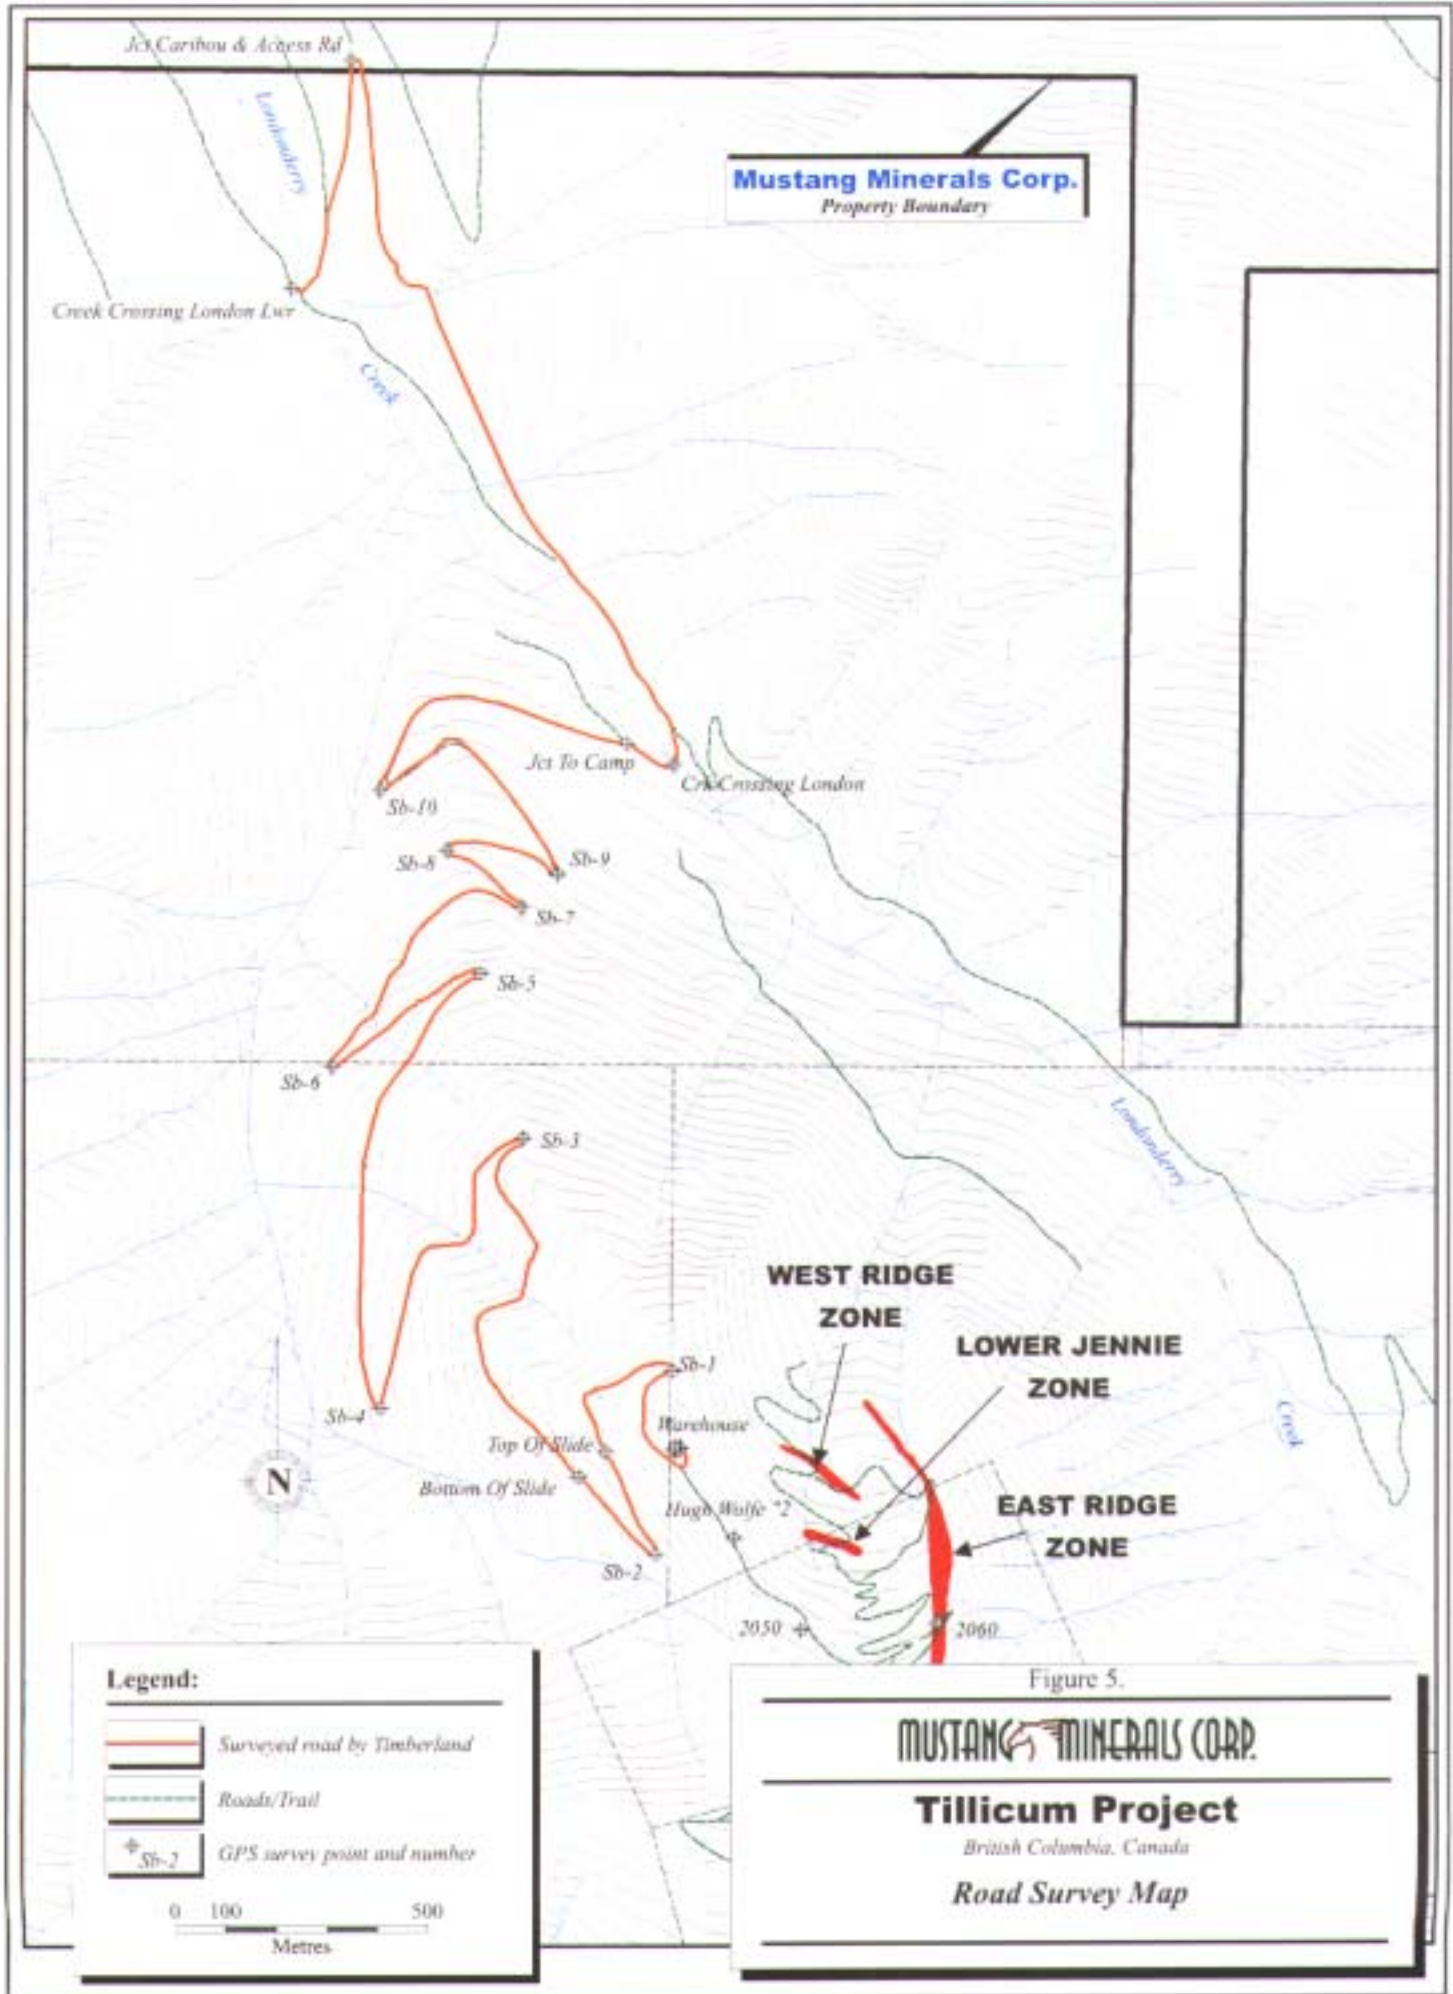 Jct Caribou & Access Rd
Londonderry
Mustang Minerals Corp.
Property Boundary
Creek Crossing London Lwr
Creek
Jct To Camp
Crk Crossing London
Sb-10
Sb-8
Sb-9
Sb-7
Sb-5
Sb-6
Sb-3
Londonderry
WEST RIDGE
ZONE
LOWER JENNIE
ZONE
Sb-1
Sb-4
Warehouse
Creek
Top Of Slide
Bottom Of Slide
N
Hugh Wolfe "2
EAST RIDGE
ZONE
Sb-2
2050
2060
Legend:
Surveyed road by Timberland
Roads/Trail
Sb-2
GPS survey point and number
0 100 500
Metres
Figure 5.
MUSTANG MINERALS CORP.
Tillicum Project
British Columbia, Canada
Road Survey Map